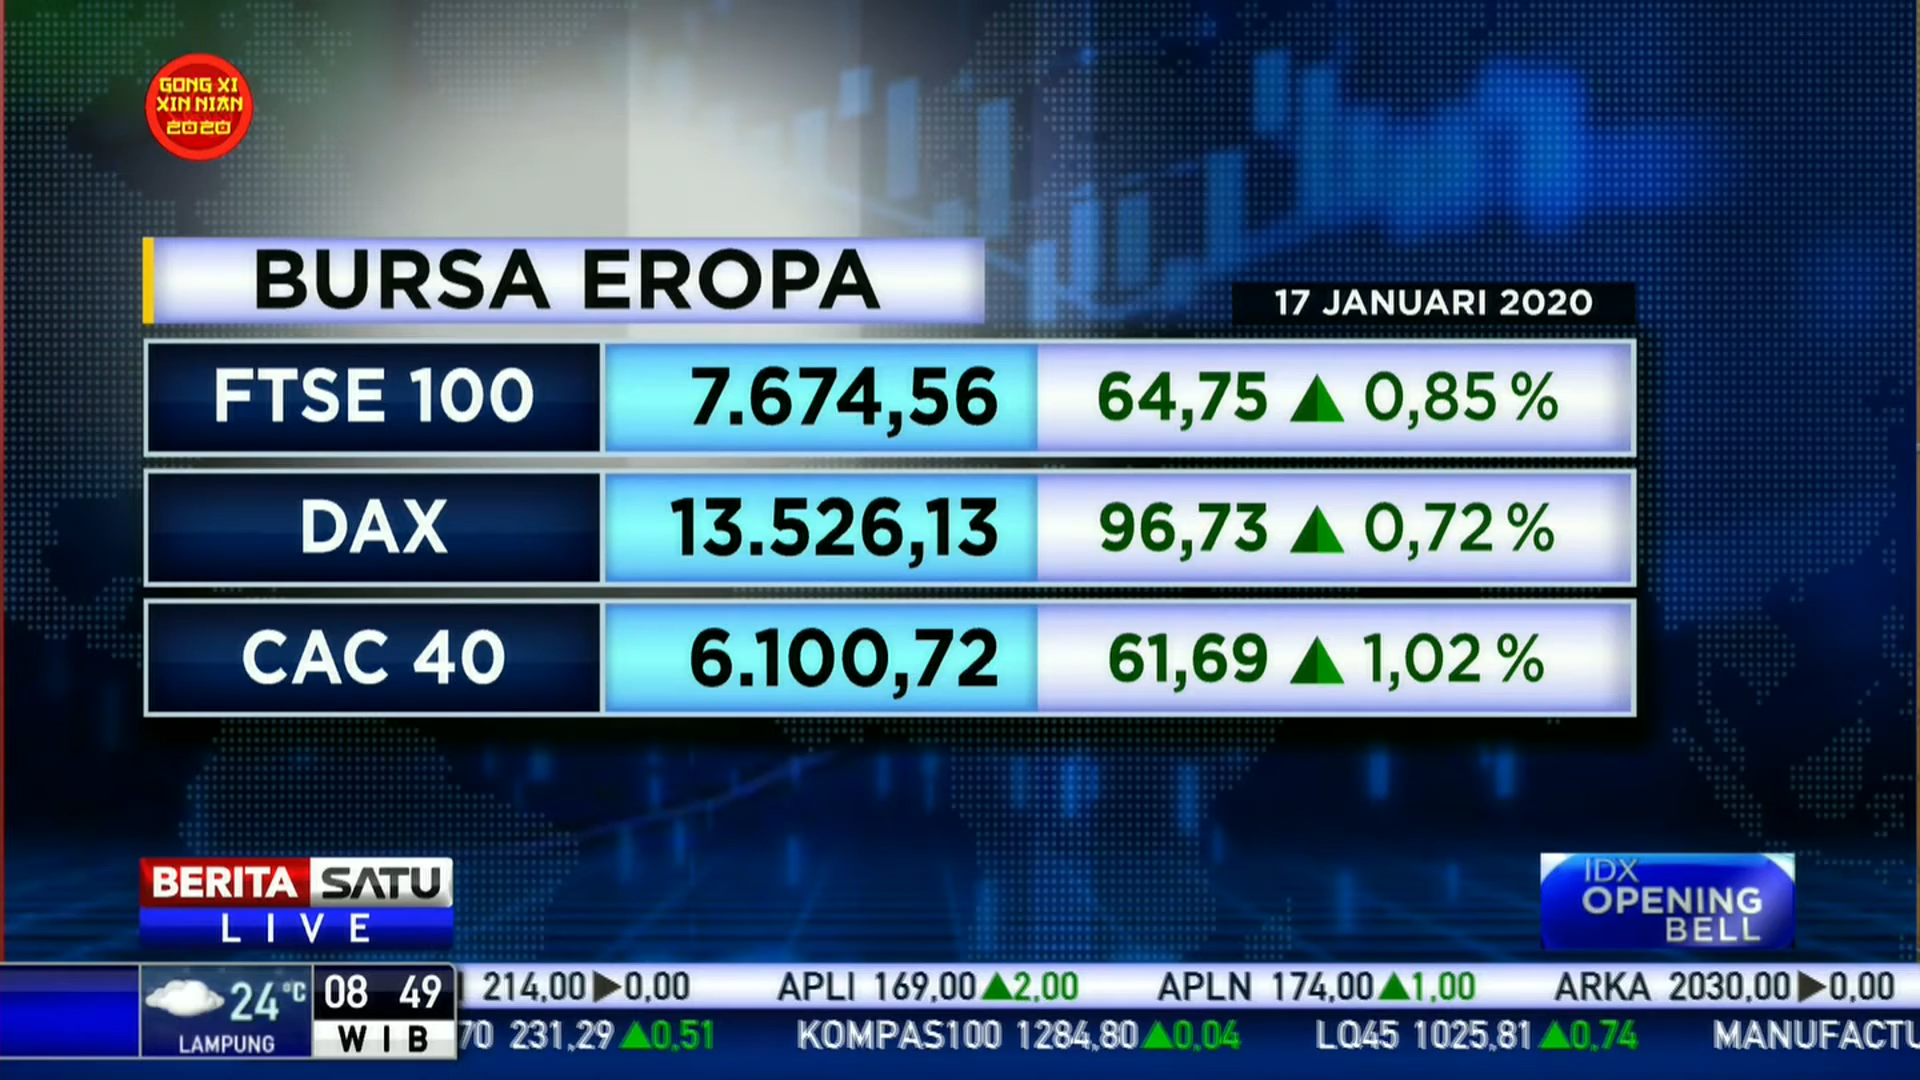 GONG XI
XIN NIAN
2020
BURSA EROPA
17 JANUARI 2020
FTSE 100 7.674,56 64,75 ▲ 0,85 %
DAX 13.526,13 96,73 ▲ 0,72 %
CAC 40 6.100,72 61,69 ▲ 1,02 %
BERITA SATU
LIVE
IDX
OPENING
BELL
24°C
LAMPUNG
08 49
WIB
214,00 ▶ 0,00 APLI 169,00 ▲ 2,00 APLN 174,00 ▲ 1,00 ARKA 2030,00 ▶ 0,00
70 231,29 ▲ 0,51 KOMPAS100 1284,80 ▲ 0,04 LQ45 1025,81 ▲ 0,74 MANUFACTU